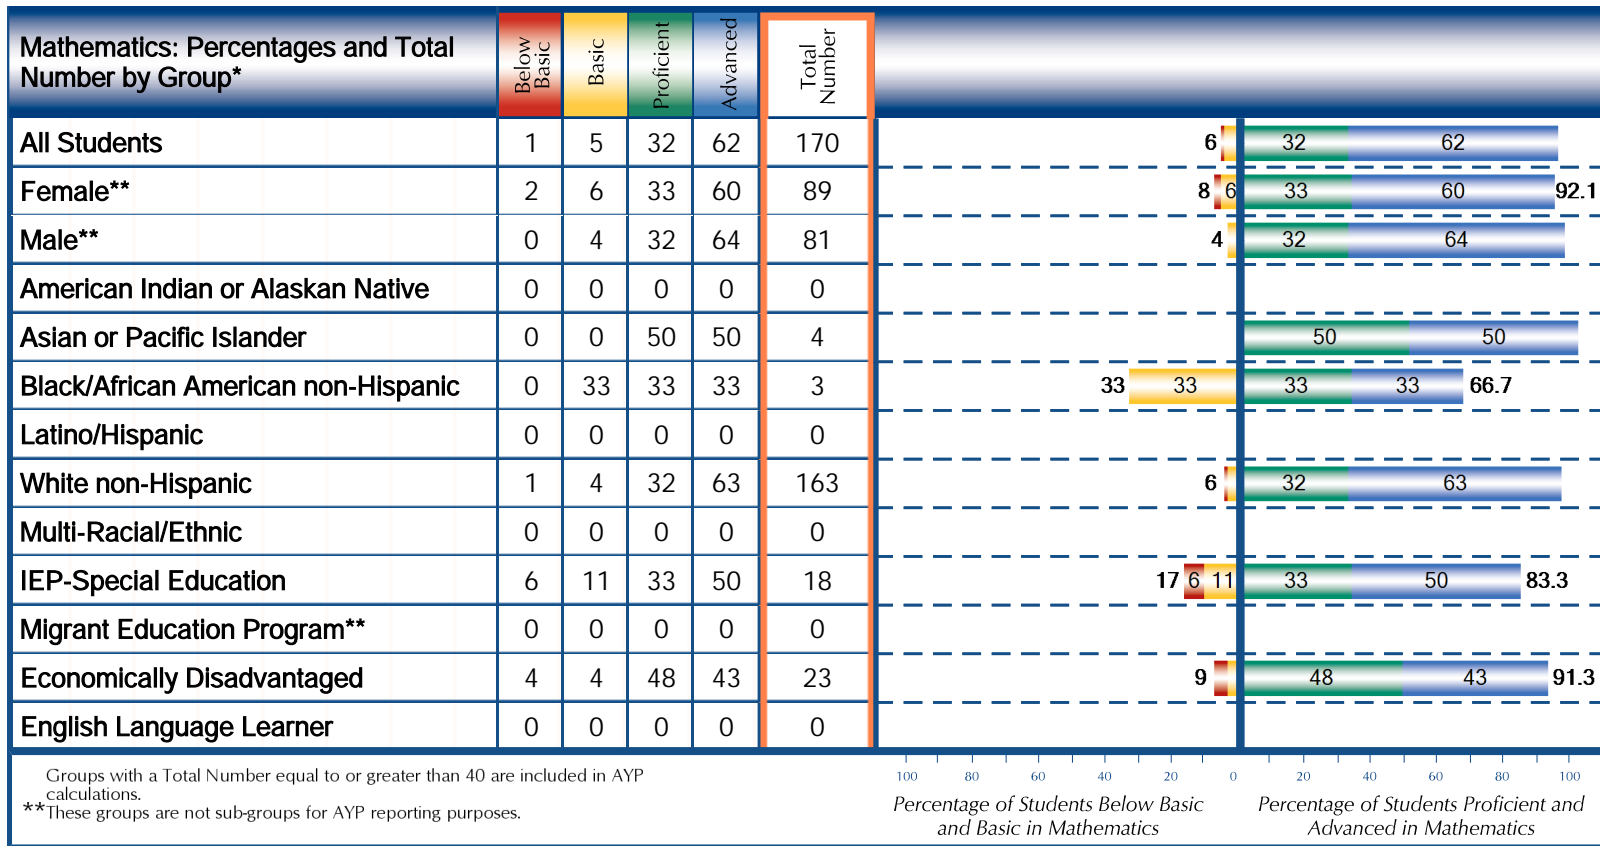 Mathematics: Percentages and Total
Number by Group*
Below
Basic
Basic
Proficient
Advanced
Total
Number
All Students 1 5 32 62 170 6 32 62
Female** 2 6 33 60 89 8 6 33 60 92.1
Male** 0 4 32 64 81 4 32 64
American Indian or Alaskan Native 0 0 0 0 0
Asian or Pacific Islander 0 0 50 50 4 50 50
Black/African American non-Hispanic 0 33 33 33 3 33 33 33 33 66.7
Latino/Hispanic 0 0 0 0 0
White non-Hispanic 1 4 32 63 163 6 32 63
Multi-Racial/Ethnic 0 0 0 0 0
IEP-Special Education 6 11 33 50 18 17 6 11 33 50 83.3
Migrant Education Program** 0 0 0 0 0
Economically Disadvantaged 4 4 48 43 23 9 48 43 91.3
English Language Learner 0 0 0 0 0
Groups with a Total Number equal to or greater than 40 are included in AYP
calculations.
**These groups are not sub-groups for AYP reporting purposes.
100 80 60 40 20 0 20 40 60 80 100
Percentage of Students Below Basic
and Basic in Mathematics
Percentage of Students Proficient and
Advanced in Mathematics